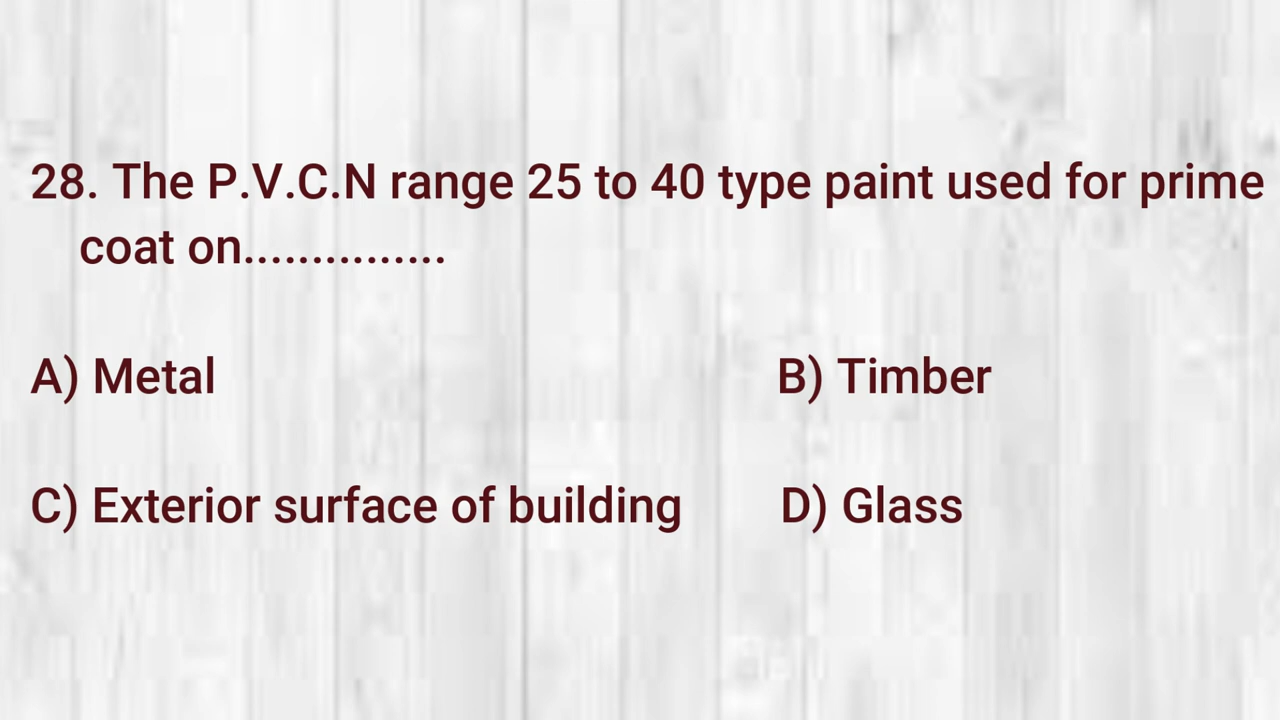 28. The P.V.C.N range 25 to 40 type paint used for prime
coat on...............
A) Metal B) Timber
C) Exterior surface of building D) Glass